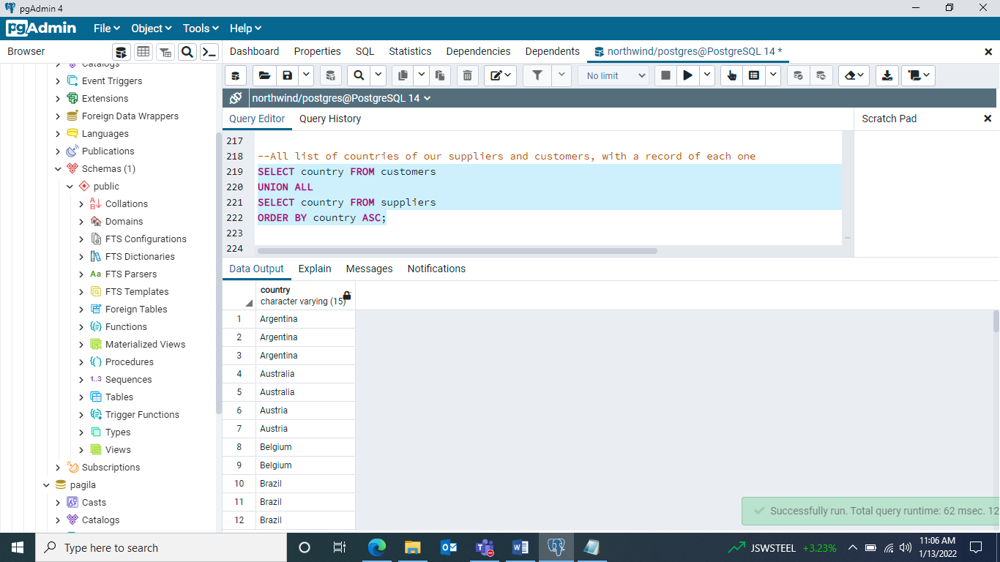 pgAdmin 4
pgAdmin File Object Tools Help
Browser
Dashboard Properties SQL Statistics Dependencies Dependents northwind/postgres@PostgreSQL 14 *
No limit
northwind/postgres@PostgreSQL 14
Query Editor Query History
Scratch Pad
Catalogs
Event Triggers
Extensions
Foreign Data Wrappers
Languages
Publications
Schemas (1)
public
Collations
Domains
FTS Configurations
FTS Dictionaries
Aa FTS Parsers
FTS Templates
Foreign Tables
Functions
Materialized Views
Procedures
1..3 Sequences
Tables
Trigger Functions
Types
Views
Subscriptions
pagila
Casts
Catalogs
217
218 --All list of countries of our suppliers and customers, with a record of each one
219 SELECT country FROM customers
220 UNION ALL
221 SELECT country FROM suppliers
222 ORDER BY country ASC;
223
224
Data Output Explain Messages Notifications
country
character varying (15)
1 Argentina
2 Argentina
3 Argentina
4 Australia
5 Australia
6 Austria
7 Austria
8 Belgium
9 Belgium
10 Brazil
11 Brazil
12 Brazil
Successfully run. Total query runtime: 62 msec. 12
Type here to search
JSWSTEEL +3.23%
11:06 AM
1/13/2022